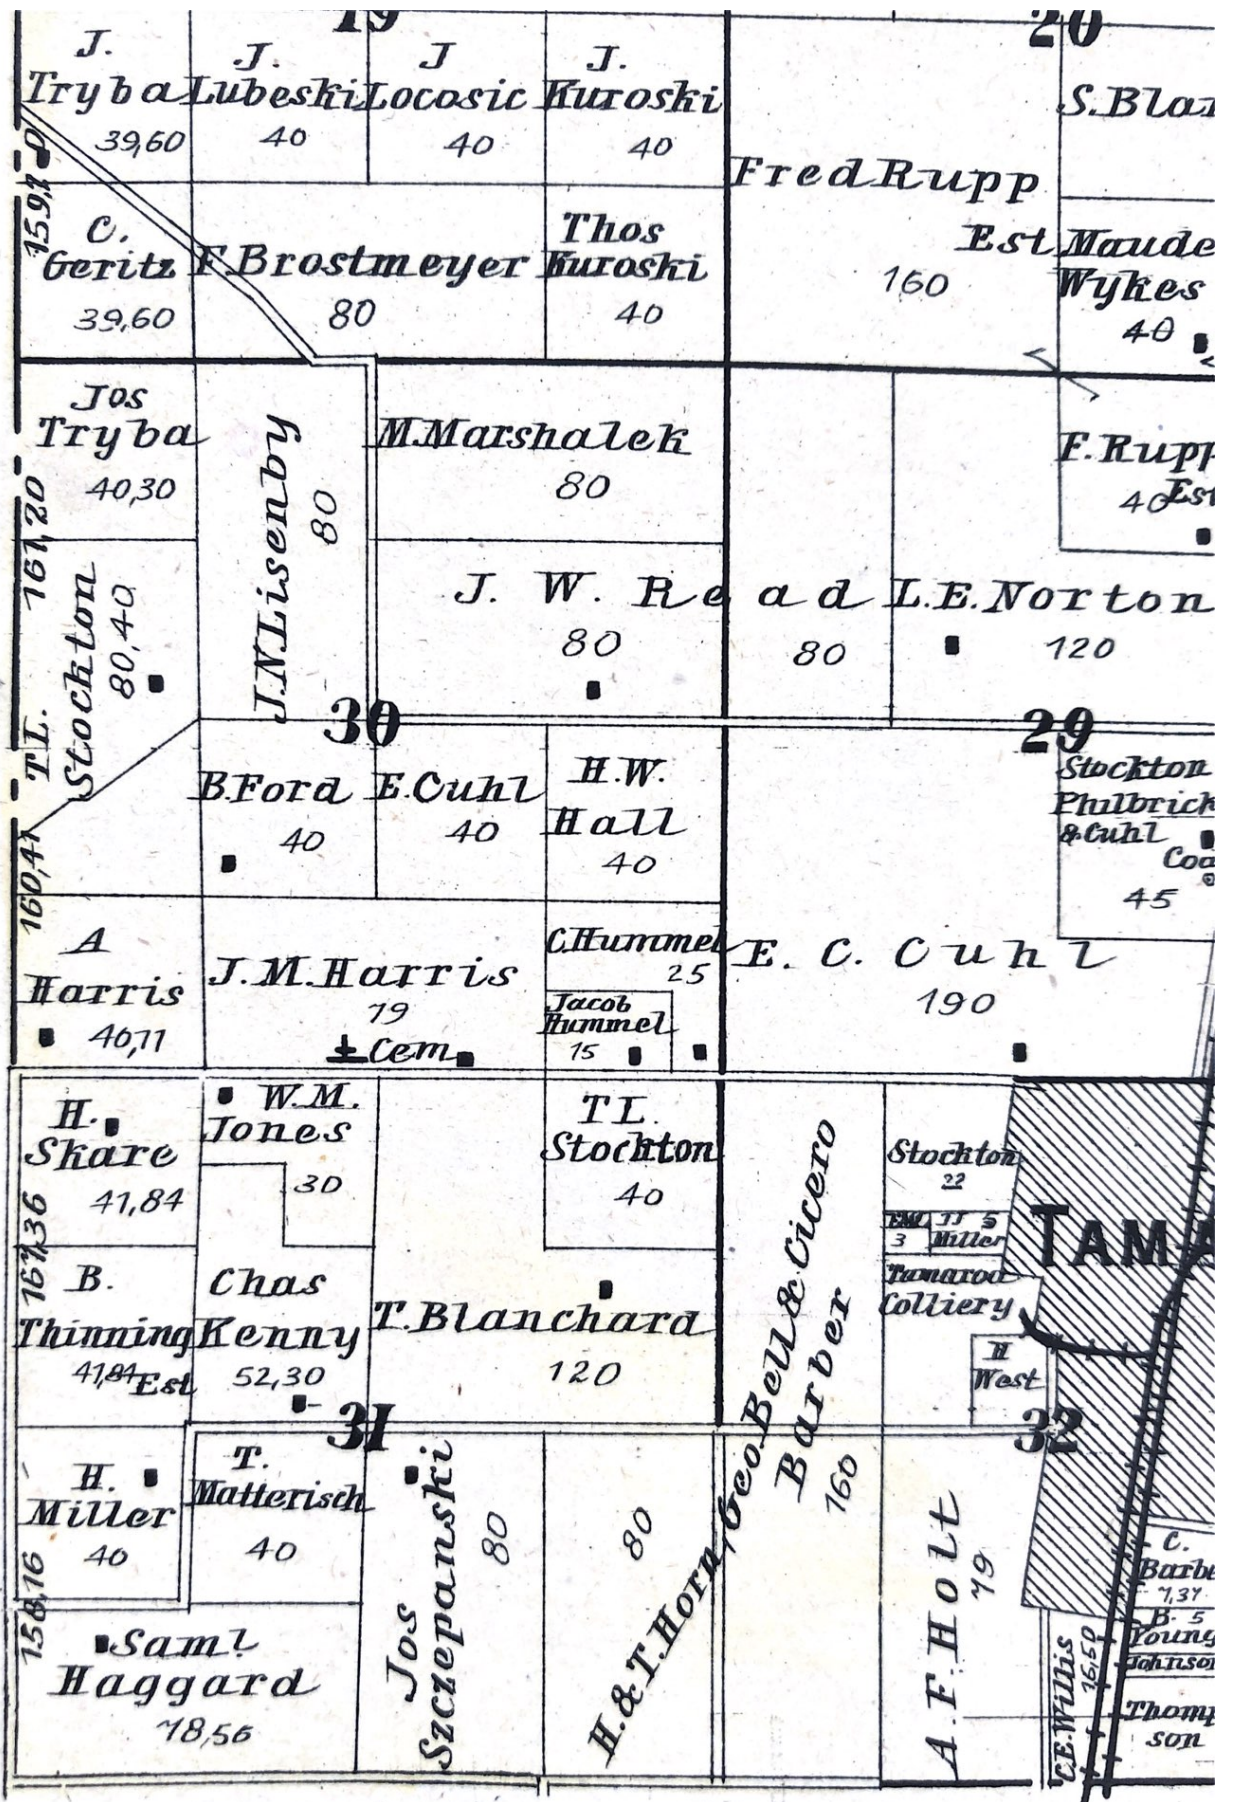 19
20
J.
Tryba
39,60
J.
Lubeski
40
J
Locosic
40
J.
Kuroski
40
Fred Rupp
Est
160
S. Bla
159,20
C.
Geritz
39,60
F. Brostmeyer
80
Thos
Kuroski
40
Maude
Wykes
40
Jos
Tryba
40,30
J. N. Lisenby
80
M. Marshalek
80
F. Rupp
Est
40
161,20
T L.
Stockton
80,40
J. W. Read
80
80
L. E. Norton
120
30
29
B. Ford
40
E. Cuhl
40
H. W.
Hall
40
Stockton
Philbrick
& Cuhl
Coa
45
160,41
A
Harris
40,11
J. M. Harris
79
Cem.
C. Hummel
25
Jacob
Hummel
15
E. C. Cuhl
190
H.
Skare
41,84
W. M.
Jones
30
T L.
Stockton
40
Stockton
22
J J 5
Miller
3
TAMA
Tamaroa
Colliery
H
West
B.
Thinning
Est
41,84
Chas
Kenny
52,30
T. Blanchard
120
Geo. Bell & Cicero
Barber
160
31
32
H.
Miller
40
T.
Matterisch
40
Jos
Szczepanski
80
H. & T. Horn
80
A. F. Holt
79
158,16
Saml
Haggard
78,56
C. E. Willis
16,50
C.
Barbe
7,37
B. 5
Young
Johnson
Thomp
son